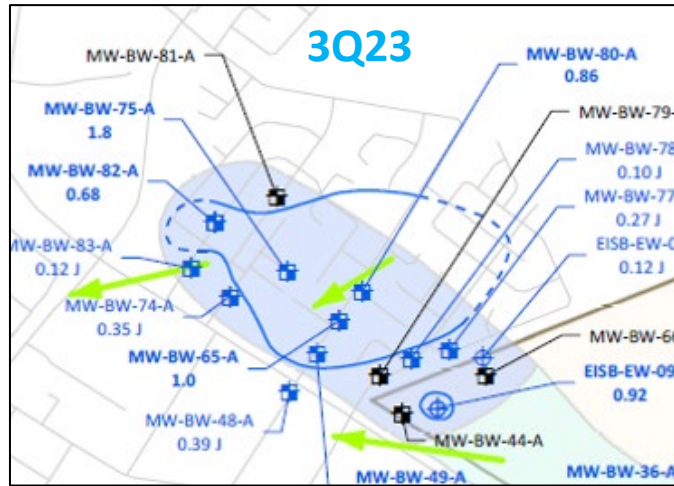 3Q23
MW-BW-81-A
MW-BW-80-A
0.86
MW-BW-75-A
1.8
MW-BW-79-
MW-BW-78
0.10 J
MW-BW-82-A
0.68
MW-BW-77
0.27 J
MW-BW-83-A
0.12 J
EISB-EW-0
0.12 J
MW-BW-74-A
0.35 J
MW-BW-66
MW-BW-65-A
1.0
EISB-EW-09
0.92
MW-BW-48-A
0.39 J
MW-BW-44-A
MW-BW-49-A
MW-BW-36-A